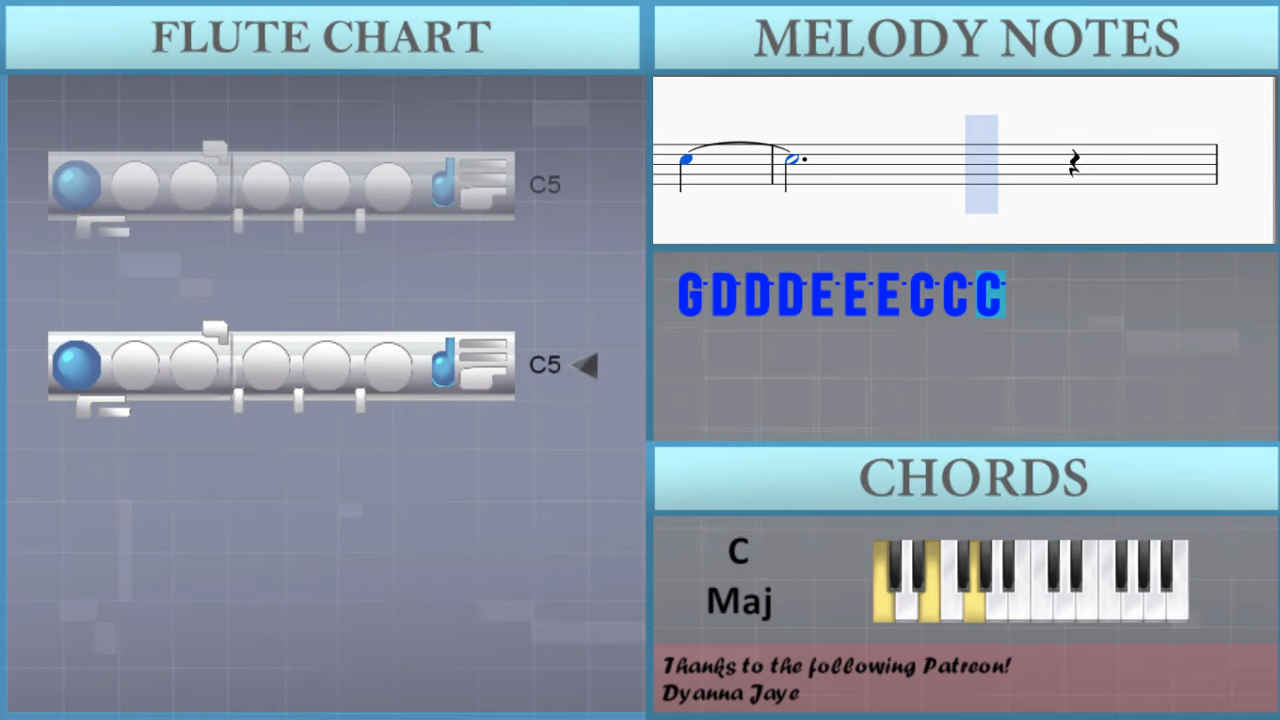 FLUTE CHART
C5
C5
MELODY NOTES
GDDDEEECCC
CHORDS
C
Maj
Thanks to the following Patreon!
Dyanna Jaye